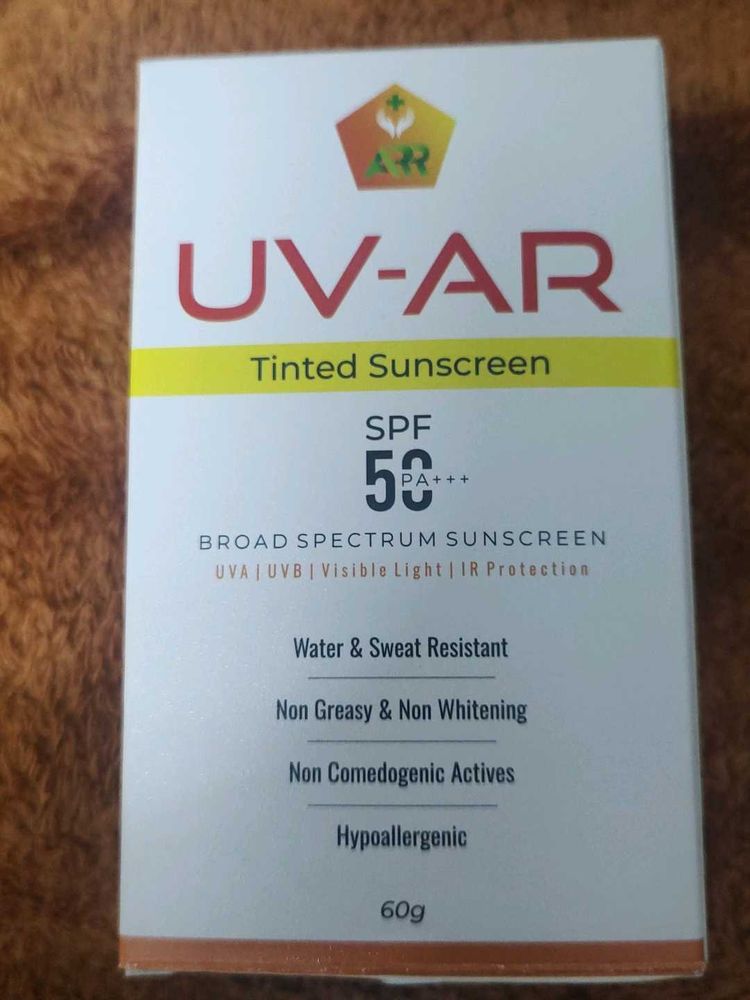 ARR
UV-AR
Tinted Sunscreen
SPF
50
PA+++
BROAD SPECTRUM SUNSCREEN
UVA | UVB | Visible Light | IR Protection
Water & Sweat Resistant
Non Greasy & Non Whitening
Non Comedogenic Actives
Hypoallergenic
60g